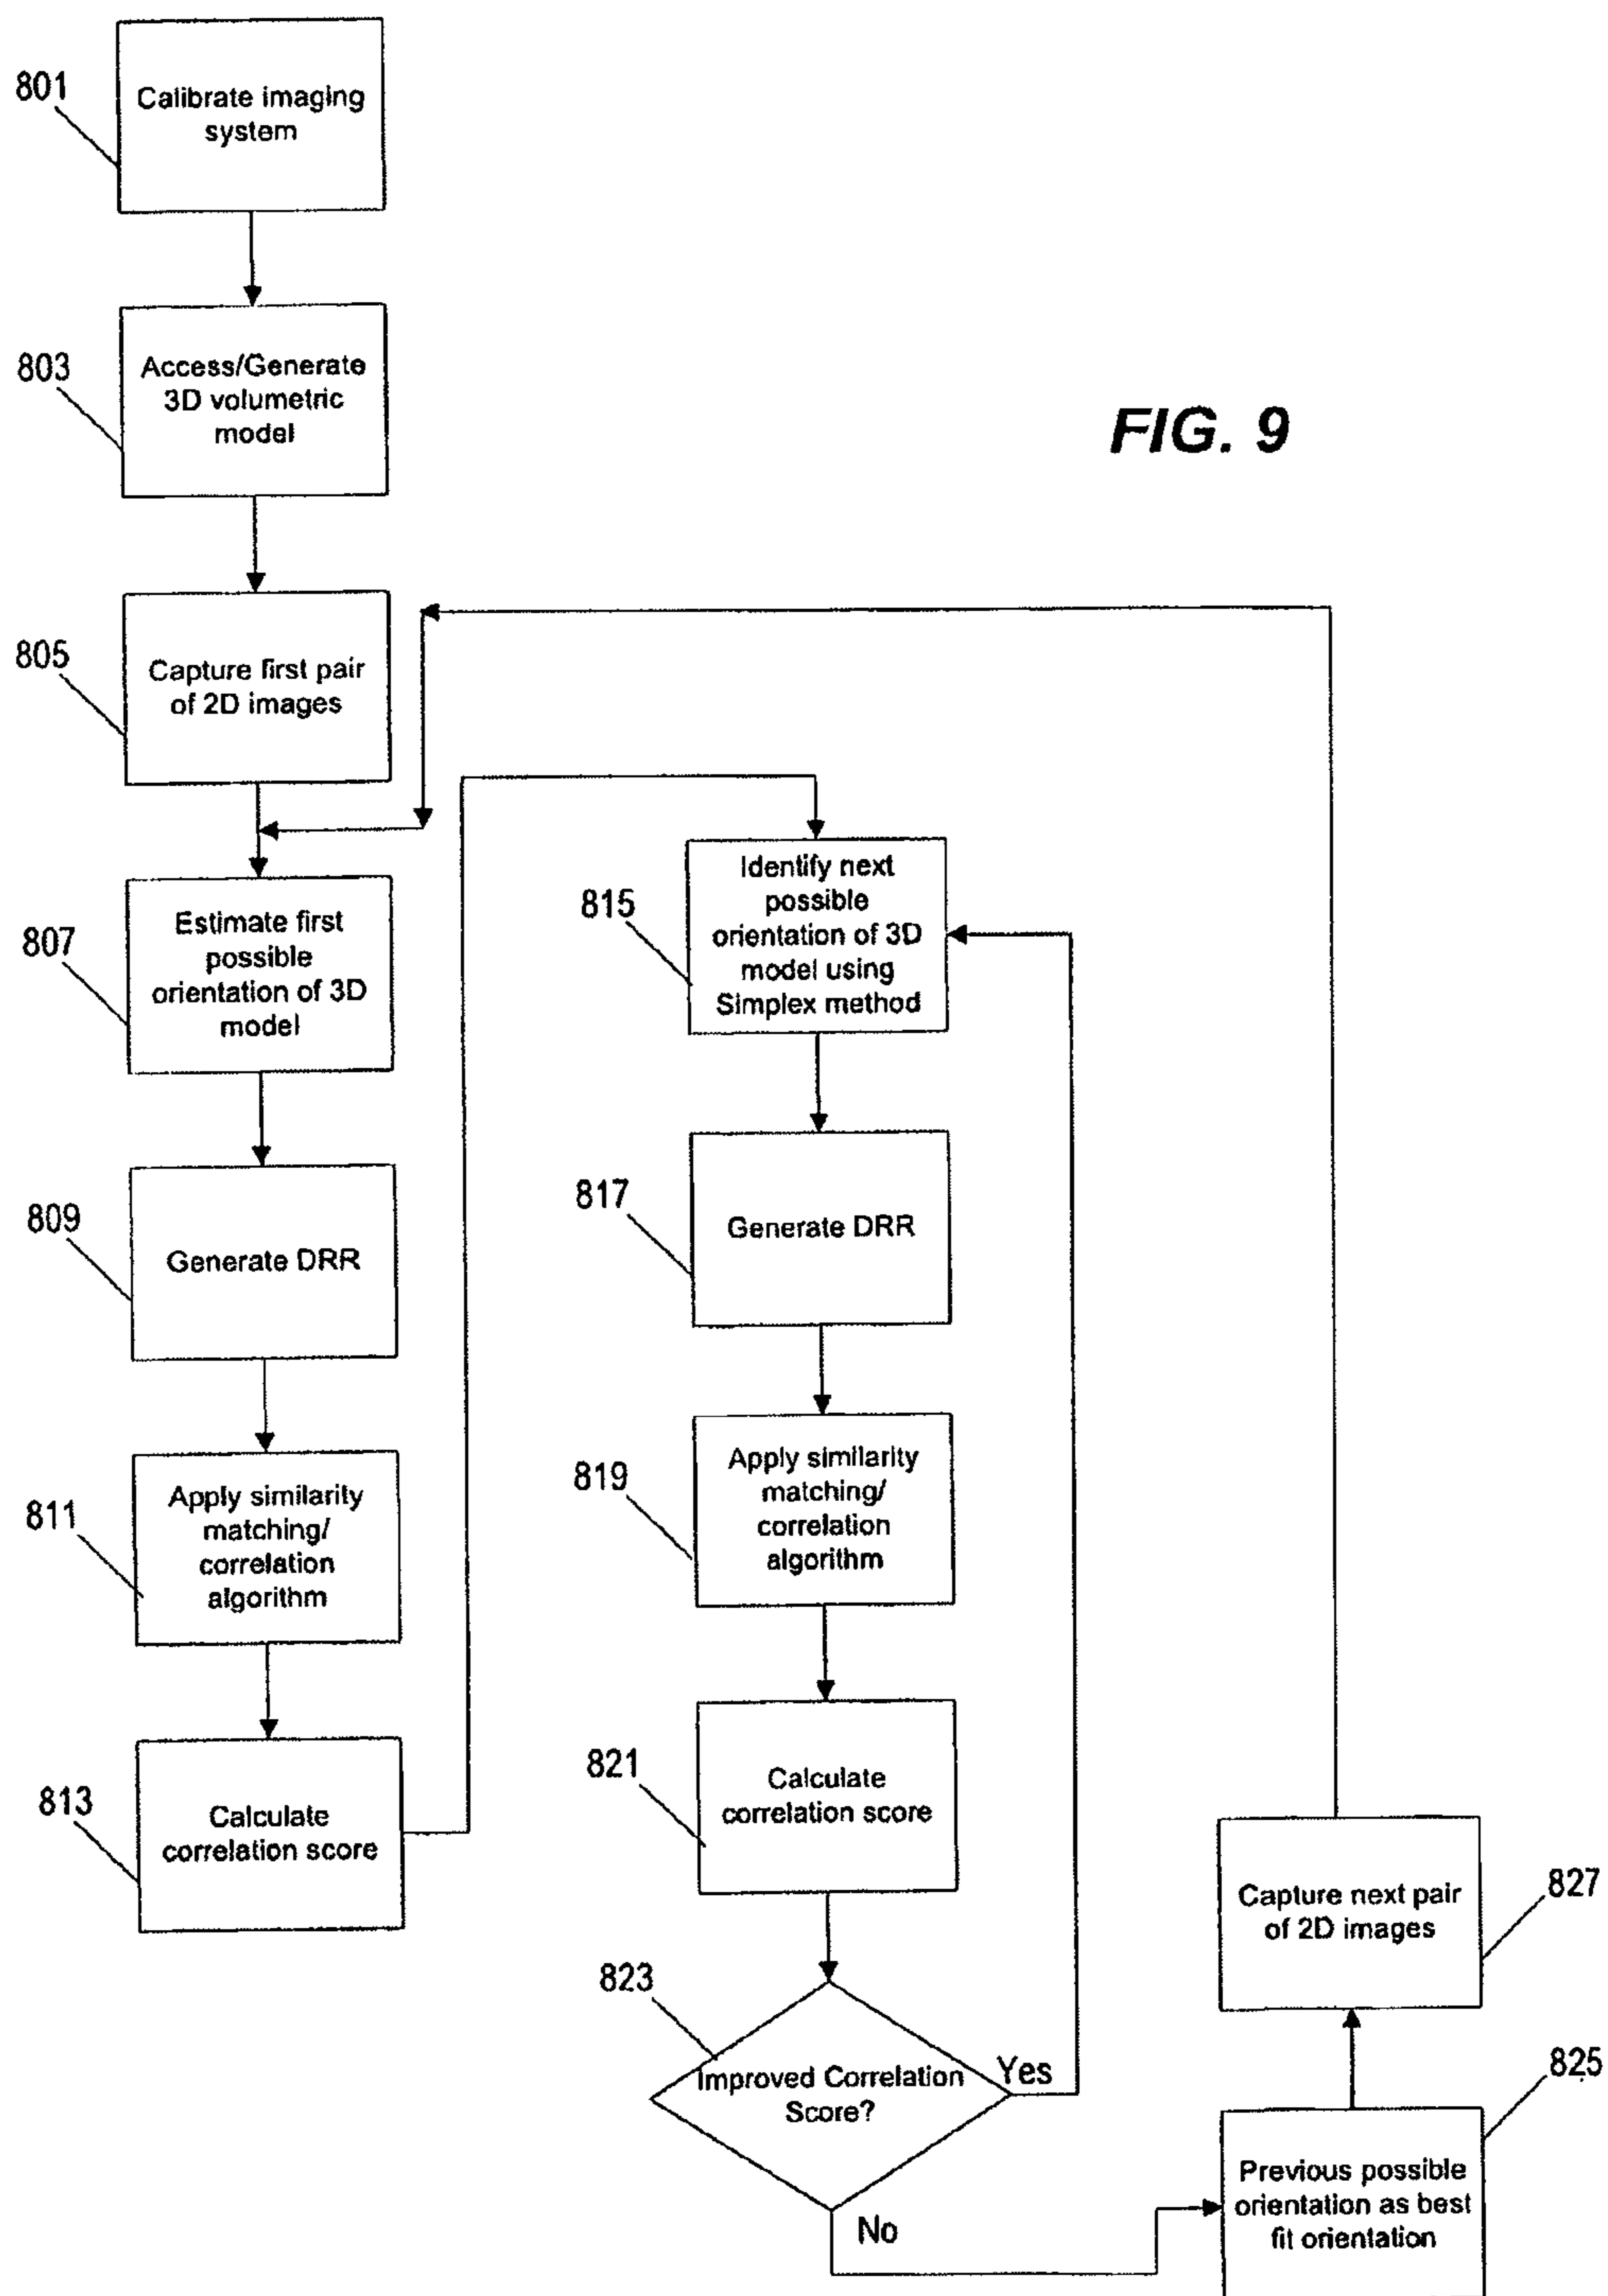 801
Calibrate imaging
system
803
Access/Generate
3D volumetric
model
FIG. 9
805
Capture first pair
of 2D images
807
Estimate first
possible
orientation of 3D
model
809
Generate DRR
811
Apply similarity
matching/
correlation
algorithm
813
Calculate
correlation score
815
Identify next
possible
orientation of 3D
model using
Simplex method
817
Generate DRR
819
Apply similarity
matching/
correlation
algorithm
821
Calculate
correlation score
823
Improved Correlation
Score?
Yes
No
827
Capture next pair
of 2D images
825
Previous possible
orientation as best
fit orientation